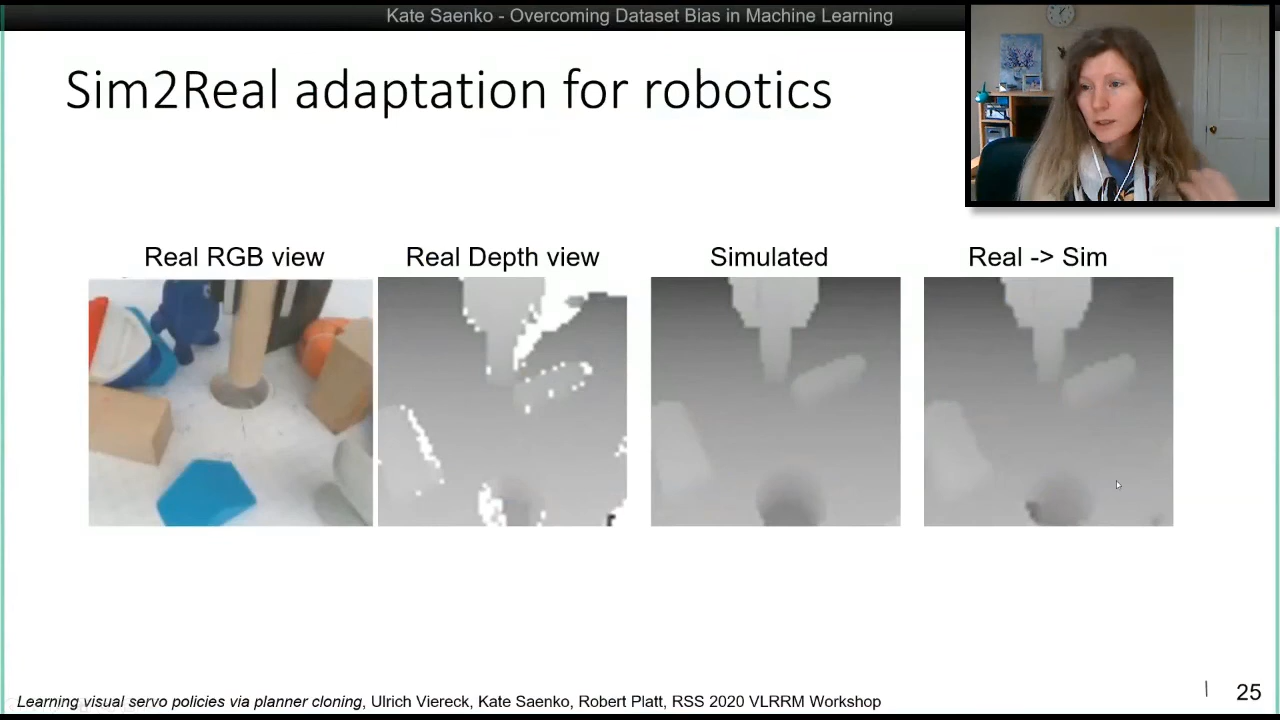 Kate Saenko - Overcoming Dataset Bias in Machine Learning
Sim2Real adaptation for robotics
Real RGB view
Real Depth view
Simulated
Real -> Sim
Learning visual servo policies via planner cloning, Ulrich Viereck, Kate Saenko, Robert Platt, RSS 2020 VLRRM Workshop
25